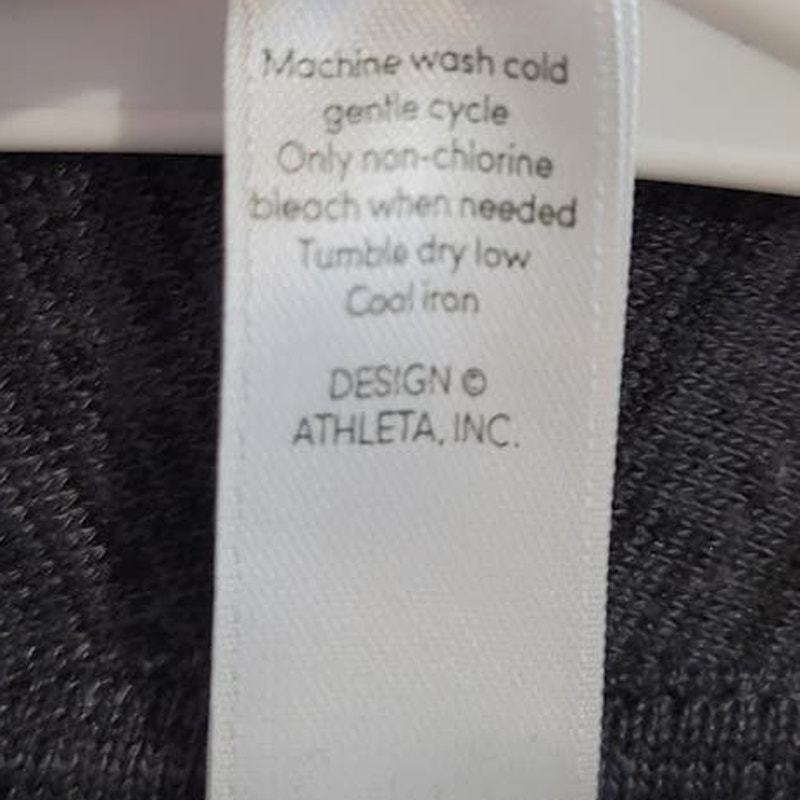 Machine wash cold
gentle cycle
Only non-chlorine
bleach when needed
Tumble dry low
Cool iron
DESIGN ©
ATHLETA, INC.